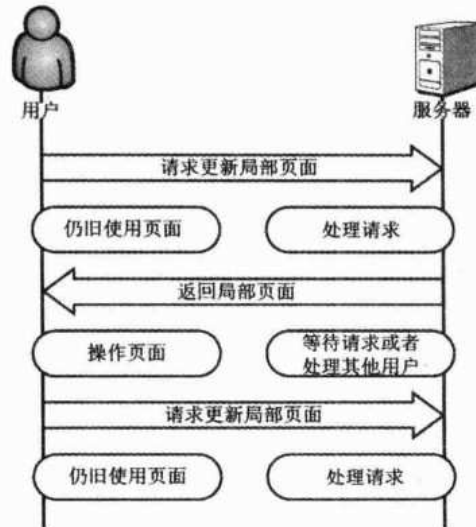 用户
服务器
请求更新局部页面
仍旧使用页面
处理请求
返回局部页面
操作页面
等待请求或者
处理其他用户
请求更新局部页面
仍旧使用页面
处理请求